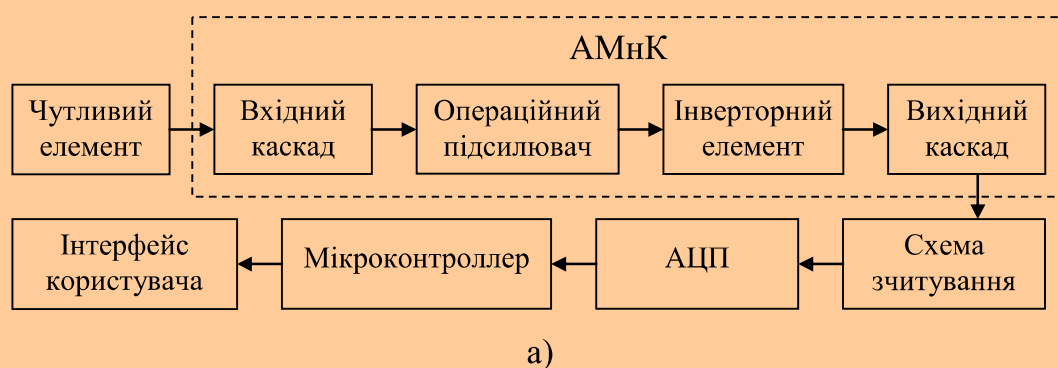 АМнК
Чутливий
елемент
Вхідний
каскад
Операційний
підсилювач
Інверторний
елемент
Вихідний
каскад
Інтерфейс
користувача
Мікроконтроллер
АЦП
Схема
зчитування
а)